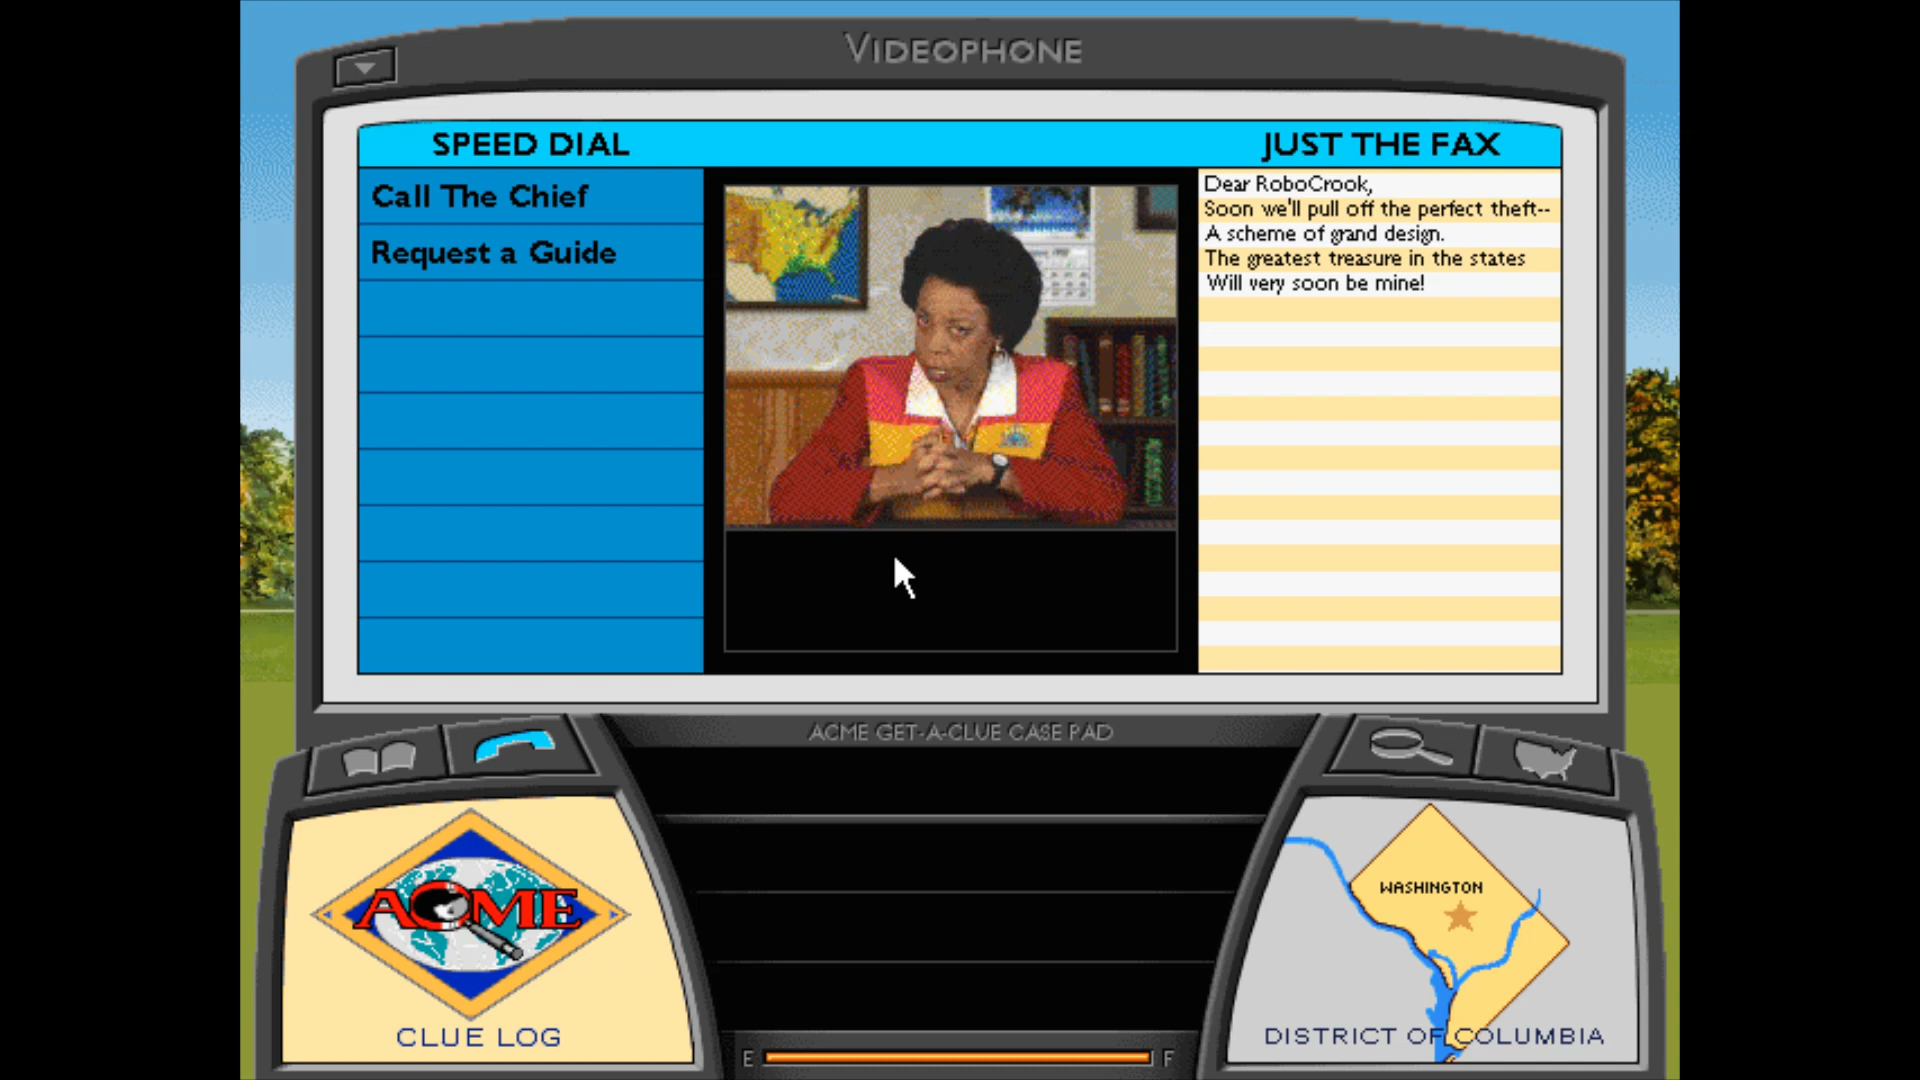 VIDEOPHONE
SPEED DIAL
Call The Chief
Request a Guide
JUST THE FAX
Dear RoboCrook,
Soon we'll pull off the perfect theft--
A scheme of grand design.
The greatest treasure in the states
Will very soon be mine!
ACME GET-A-CLUE CASE PAD
ACME
CLUE LOG
E
F
WASHINGTON
DISTRICT OF COLUMBIA